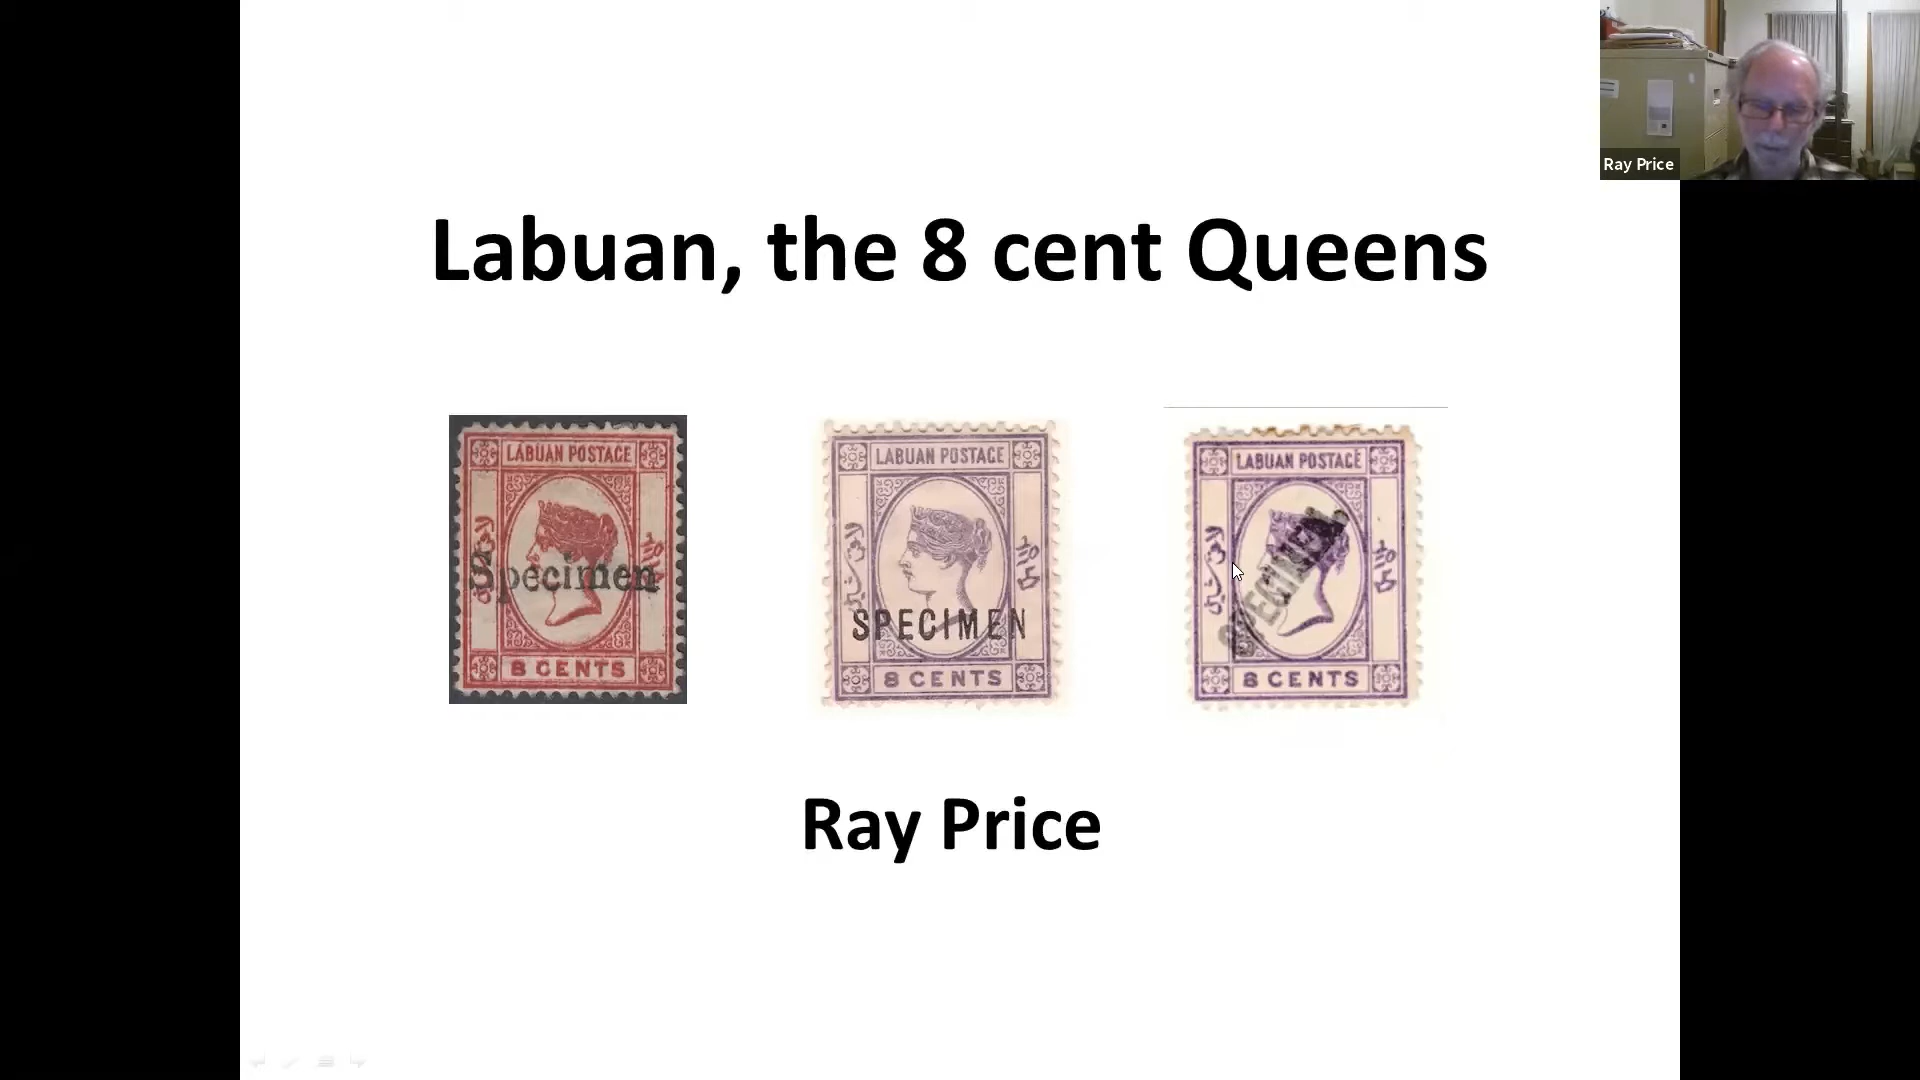 Ray Price
Labuan, the 8 cent Queens
LABUAN POSTAGE
Specimen
8 CENTS
LABUAN POSTAGE
SPECIMEN
8 CENTS
LABUAN POSTAGE
SPECIMEN
8 CENTS
Ray Price